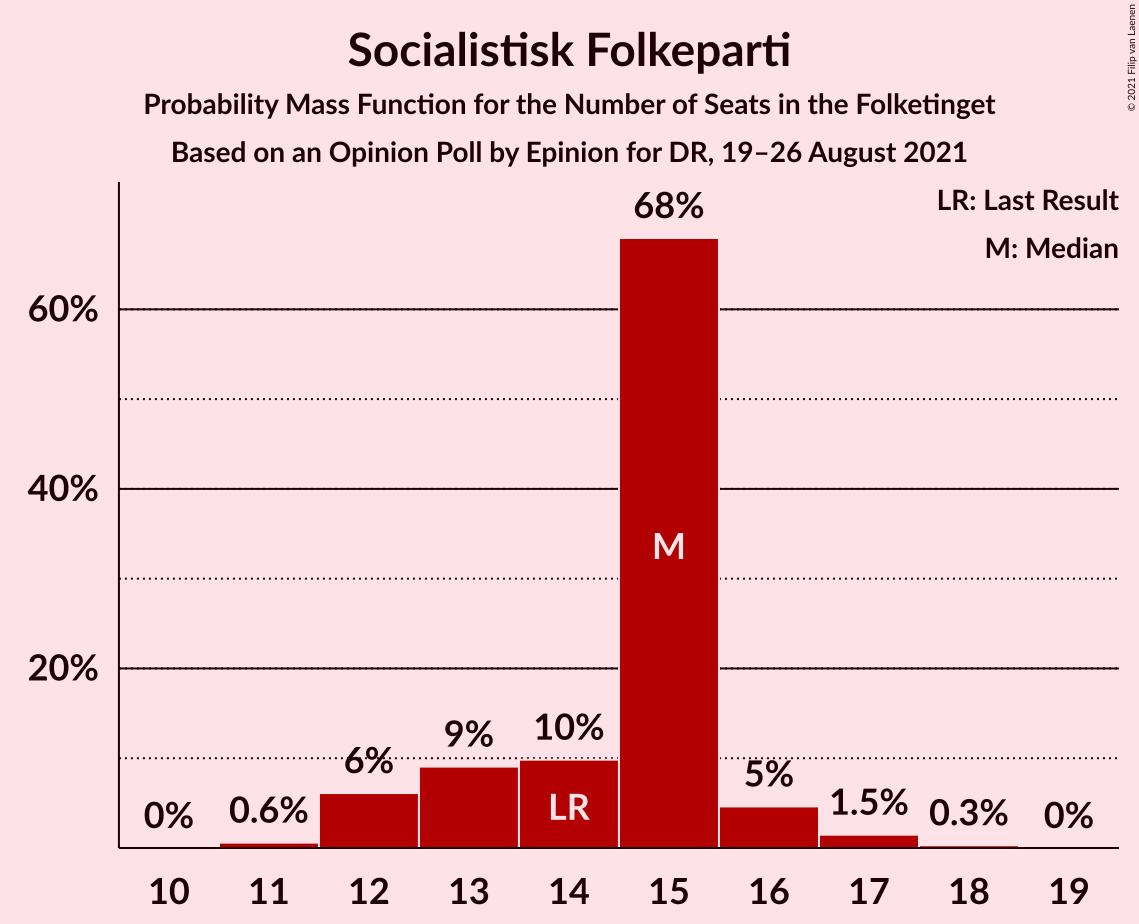 Socialistisk Folkeparti
Probability Mass Function for the Number of Seats in the Folketinget
Based on an Opinion Poll by Epinion for DR, 19–26 August 2021
© 2021 Filip van Laenen
LR: Last Result
M: Median
68%
60%
40%
M
20%
10%
9%
6%
5%
1.5%
0.6%
0.3%
0%
0%
LR
10 11 12 13 14 15 16 17 18 19